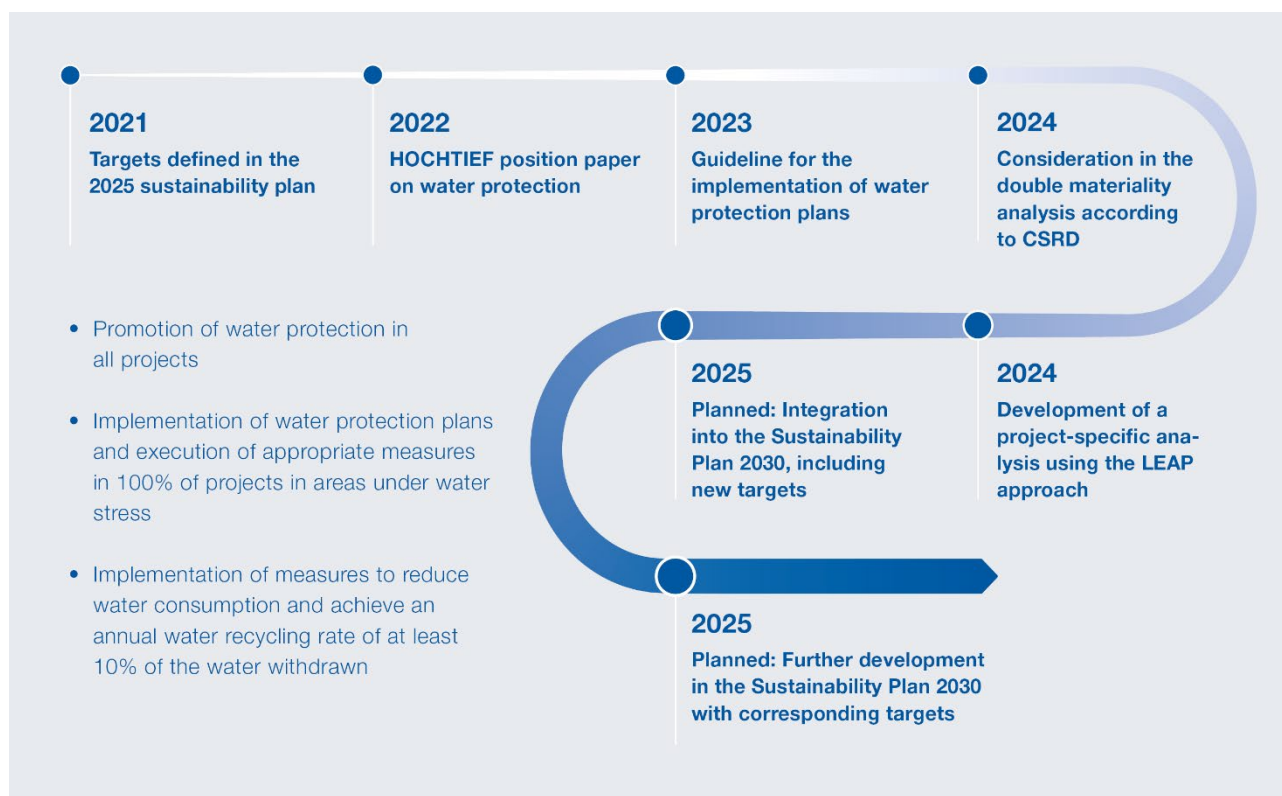 2021
Targets defined in the
2025 sustainability plan
2022
HOCHTIEF position paper
on water protection
2023
Guideline for the
implementation of water
protection plans
2024
Consideration in the
double materiality
analysis according
to CSRD
• Promotion of water protection in
all projects
• Implementation of water protection plans
and execution of appropriate measures
in 100% of projects in areas under water
stress
• Implementation of measures to reduce
water consumption and achieve an
annual water recycling rate of at least
10% of the water withdrawn
2024
Development of a
project-specific ana-
lysis using the LEAP
approach
2025
Planned: Integration
into the Sustainability
Plan 2030, including
new targets
2025
Planned: Further development
in the Sustainability Plan 2030
with corresponding targets